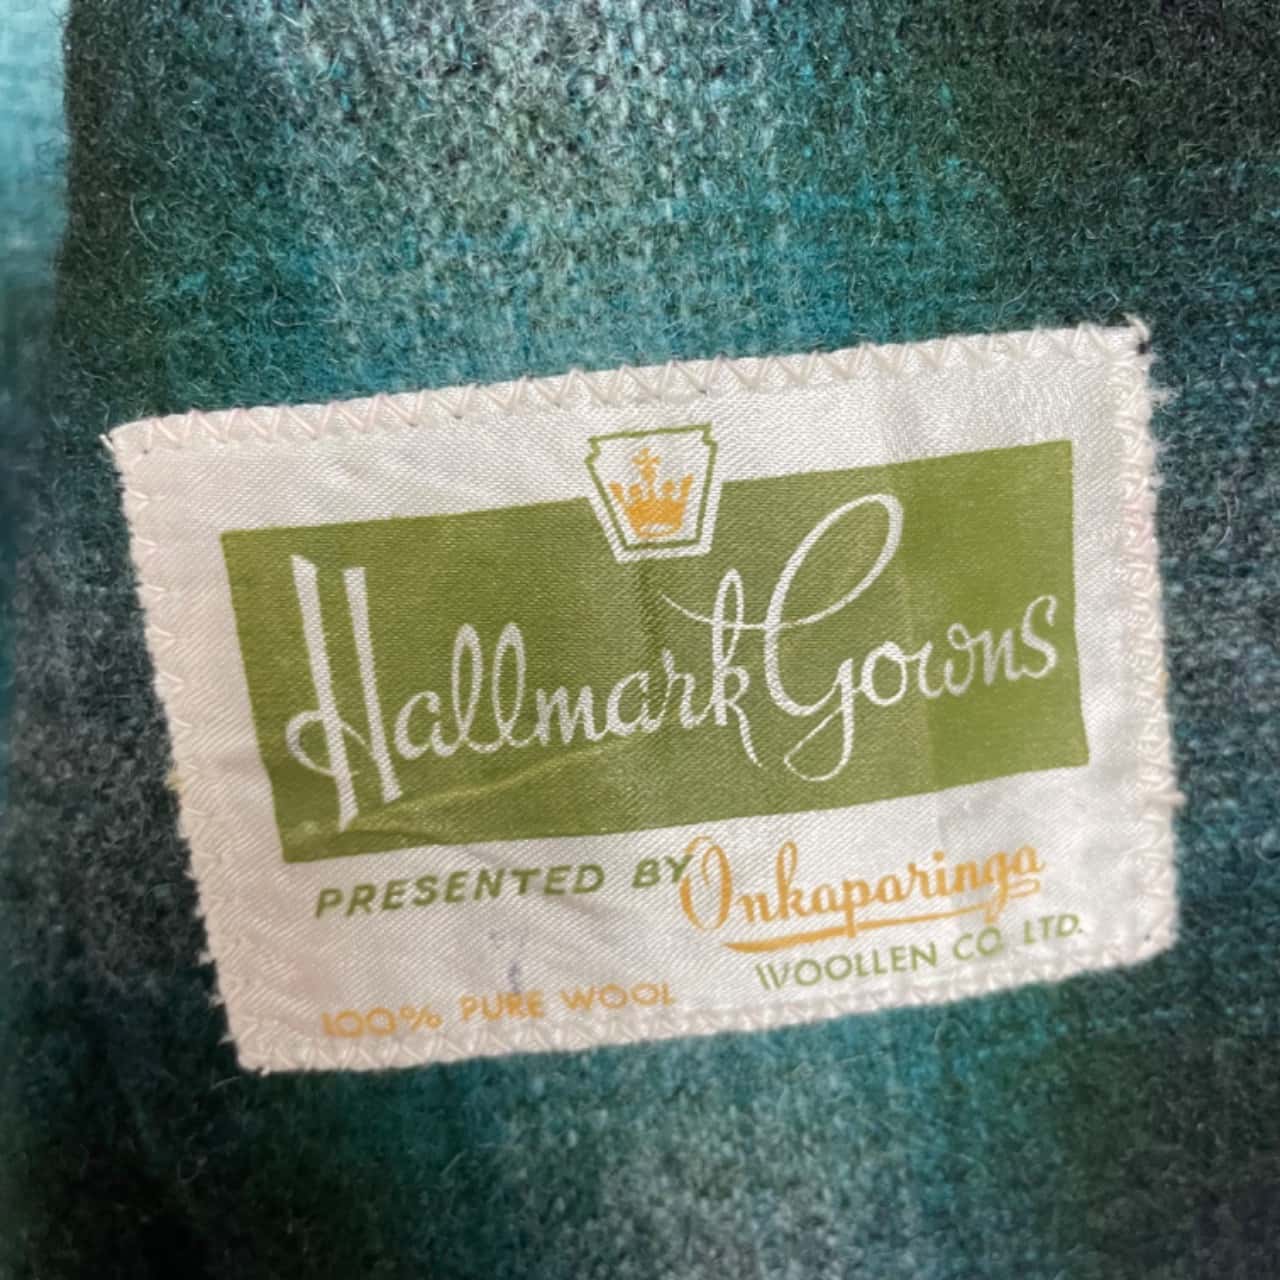 Hallmark Gowns
PRESENTED BY Onkaparinga
WOOLLEN CO. LTD.
100% PURE WOOL